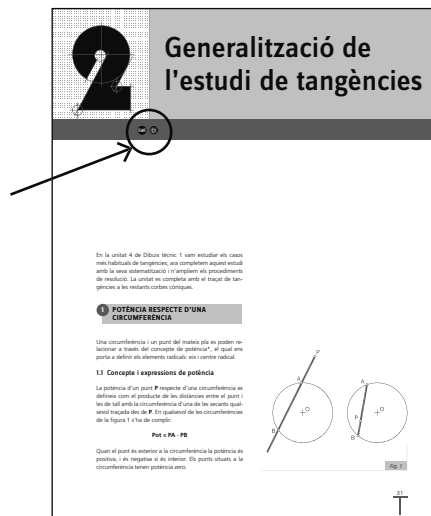 2
Generalització de
l'estudi de tangències
En la unitat 4 de Dibuix tècnic 1 vam estudiar els casos
més habituals de tangències; ara completem aquest estudi
amb la seva sistematització i n'ampliem els procediments
de resolució. La unitat es completa amb el traçat de tan-
gències a les restants corbes còniques.
1 POTÈNCIA RESPECTE D'UNA
CIRCUMFERÈNCIA
Una circumferència i un punt del mateix pla es poden re-
lacionar a través del concepte de potència*, el qual ens
porta a definir els elements radicals: eix i centre radical.
1.1 Concepte i expressions de potència
La potència d'un punt P respecte d'una circumferència es
defineix com el producte de les distàncies entre el punt i
les de tall amb la circumferència d'una de les secants qual-
sevol traçada des de P. En qualsevol de les circumferències
de la figura 1 s'ha de complir:
Pot = PA · PB
Quan el punt és exterior a la circumferència la potència és
positiva, i és negativa si és interior. Els punts situats a la
circumferència tenen potència zero.
P
A
O
B
A
P
O
B
Fig. 1
31